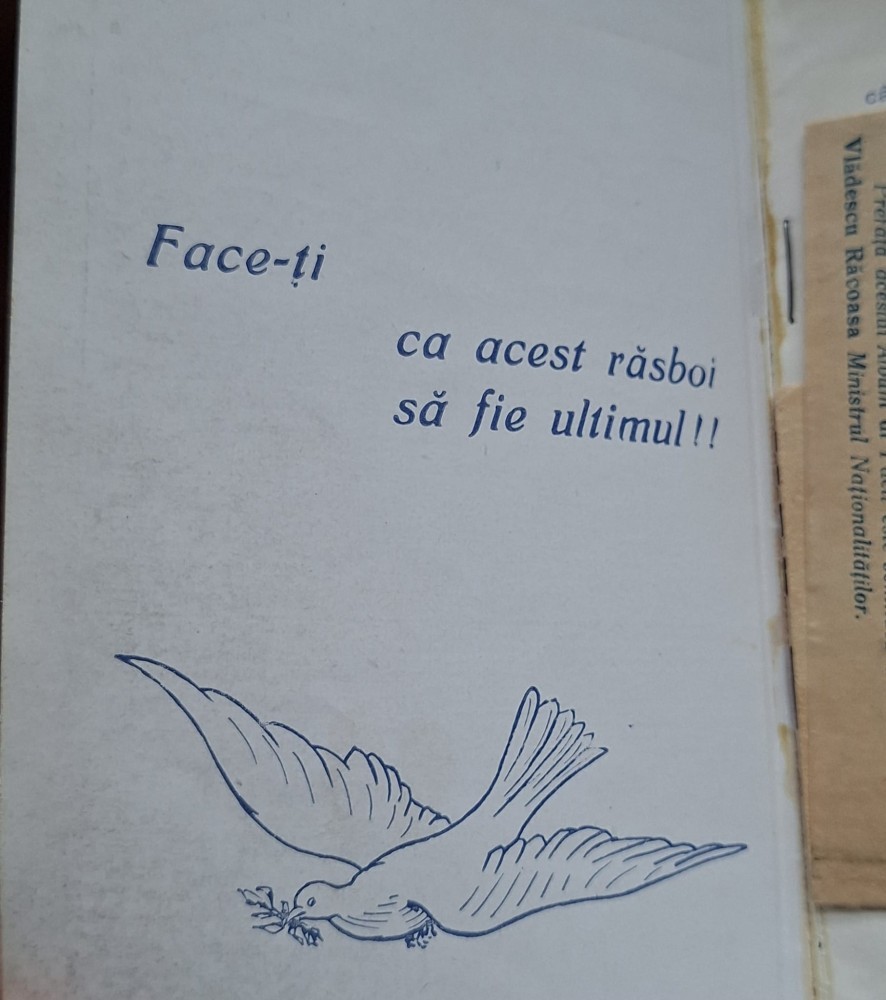 Face-ți
ca acest răsboi
să fie ultimul!!
Vlădescu Răcoasa Ministrul Naționalităților.